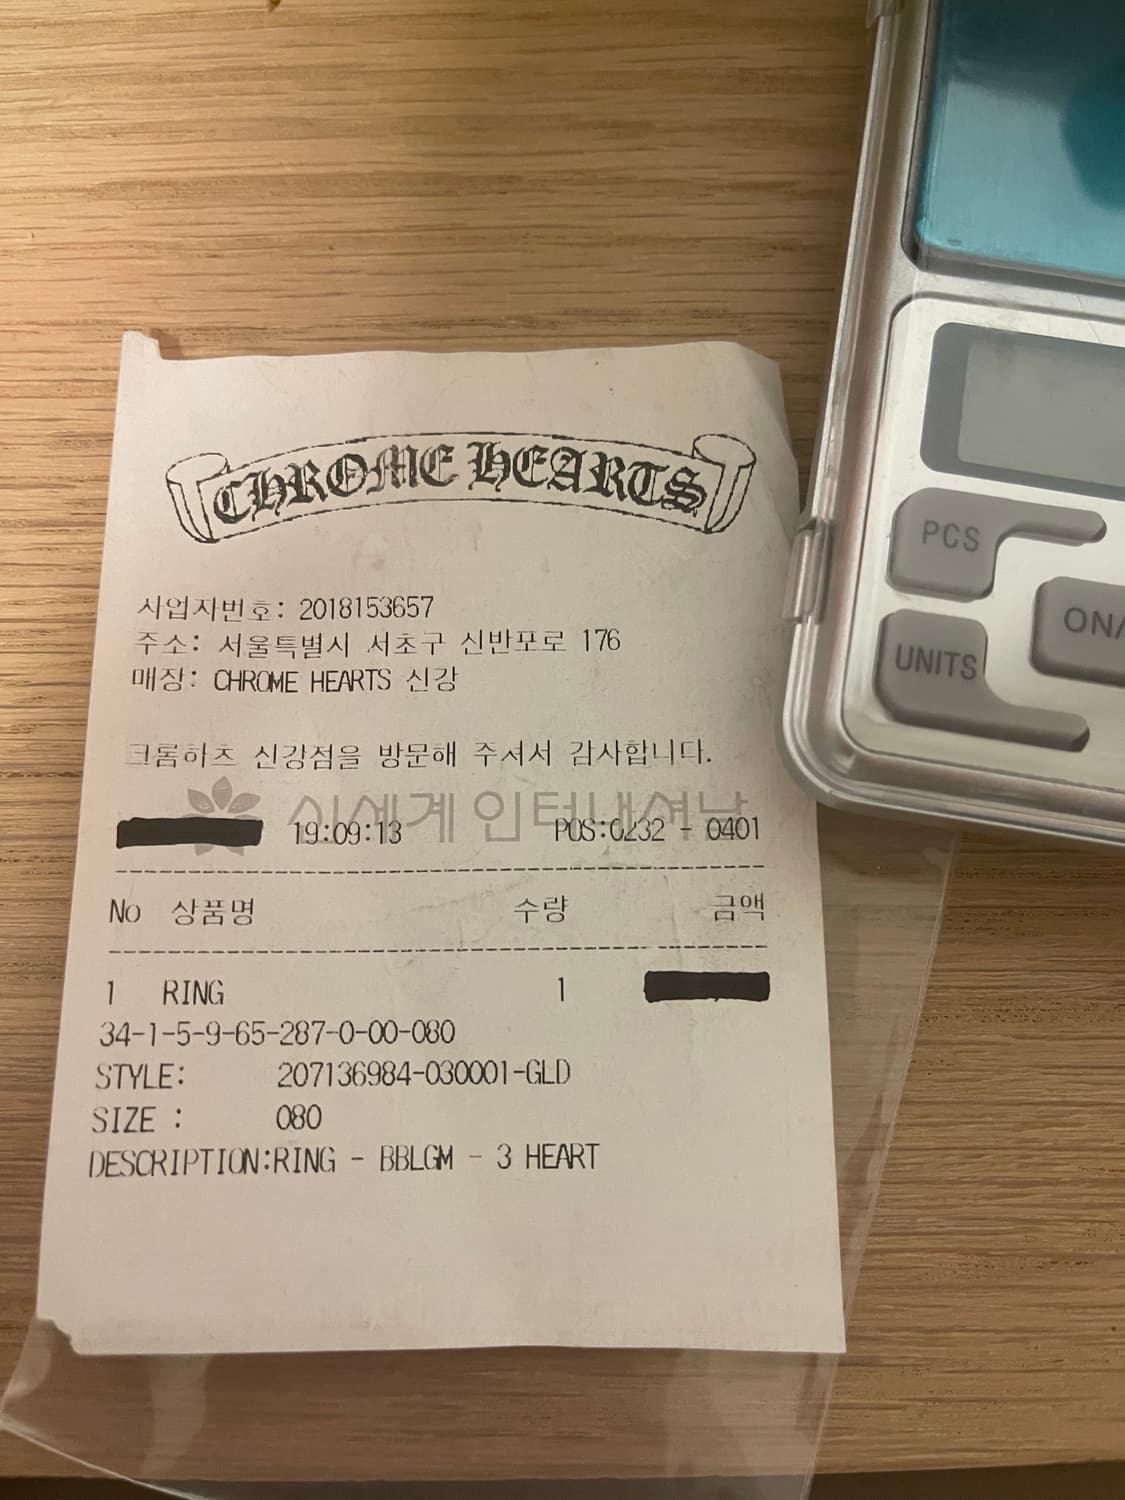 CHROME HEARTS
사업자번호: 2018153657
주소: 서울특별시 서초구 신반포로 176
매장: CHROME HEARTS 신강
크롬하츠 신강점을 방문해 주셔서 감사합니다.
신세계 인터내셔날
19:09:13 POS:0232 - 0401
No 상품명 수량 금액
1 RING 1
34-1-5-9-65-287-0-00-080
STYLE: 207136984-030001-GLD
SIZE : 080
DESCRIPTION:RING - BBLGM - 3 HEART
PCS
UNITS
ON/